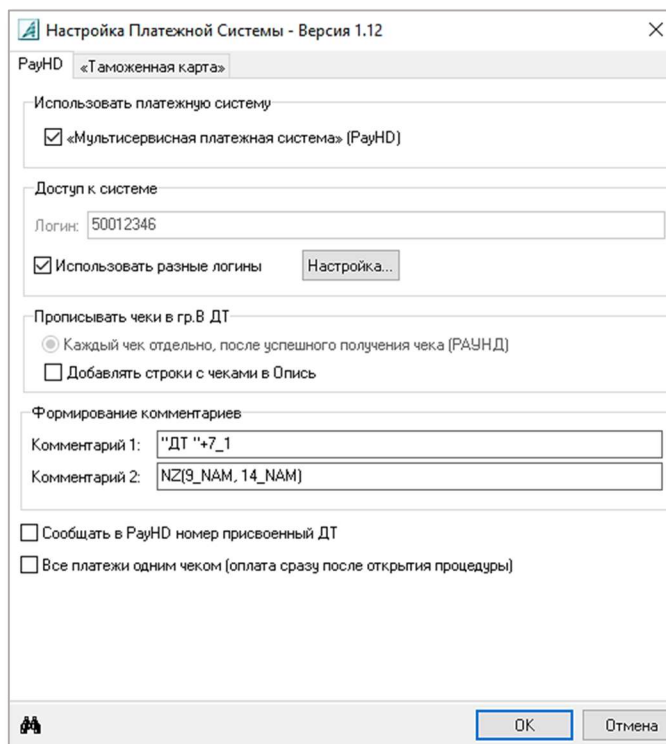 Настройка Платежной Системы - Версия 1.12
PayHD «Таможенная карта»
Использовать платежную систему
«Мультисервисная платежная система» (PayHD)
Доступ к системе
Логин: 50012346
Использовать разные логины Настройка...
Прописывать чеки в гр.В ДТ
Каждый чек отдельно, после успешного получения чека (РАУНД)
Добавлять строки с чеками в Опись
Формирование комментариев
Комментарий 1: "ДТ "+7_1
Комментарий 2: NZ(9_NAM, 14_NAM)
Сообщать в PayHD номер присвоенный ДТ
Все платежи одним чеком (оплата сразу после открытия процедуры)
OK Отмена